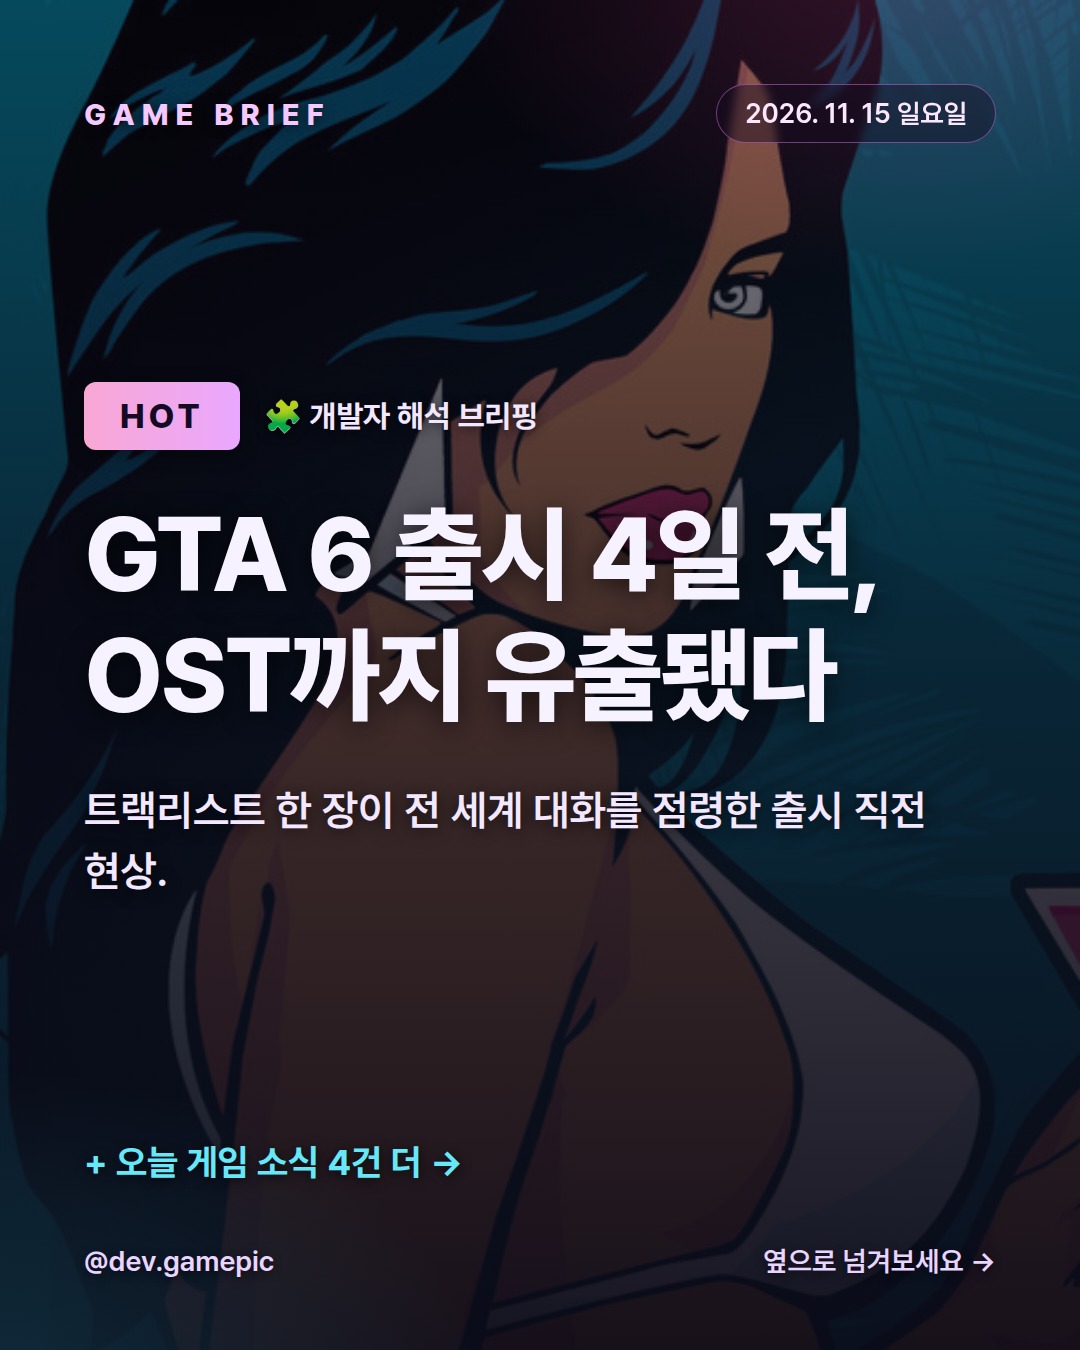 GAME BRIEF
2026. 11. 15 일요일
HOT
🧩 개발자 해석 브리핑
GTA 6 출시 4일 전,
OST까지 유출됐다
트랙리스트 한 장이 전 세계 대화를 점령한 출시 직전
현상.
+ 오늘 게임 소식 4건 더 →
@dev.gamepic
옆으로 넘겨보세요 →